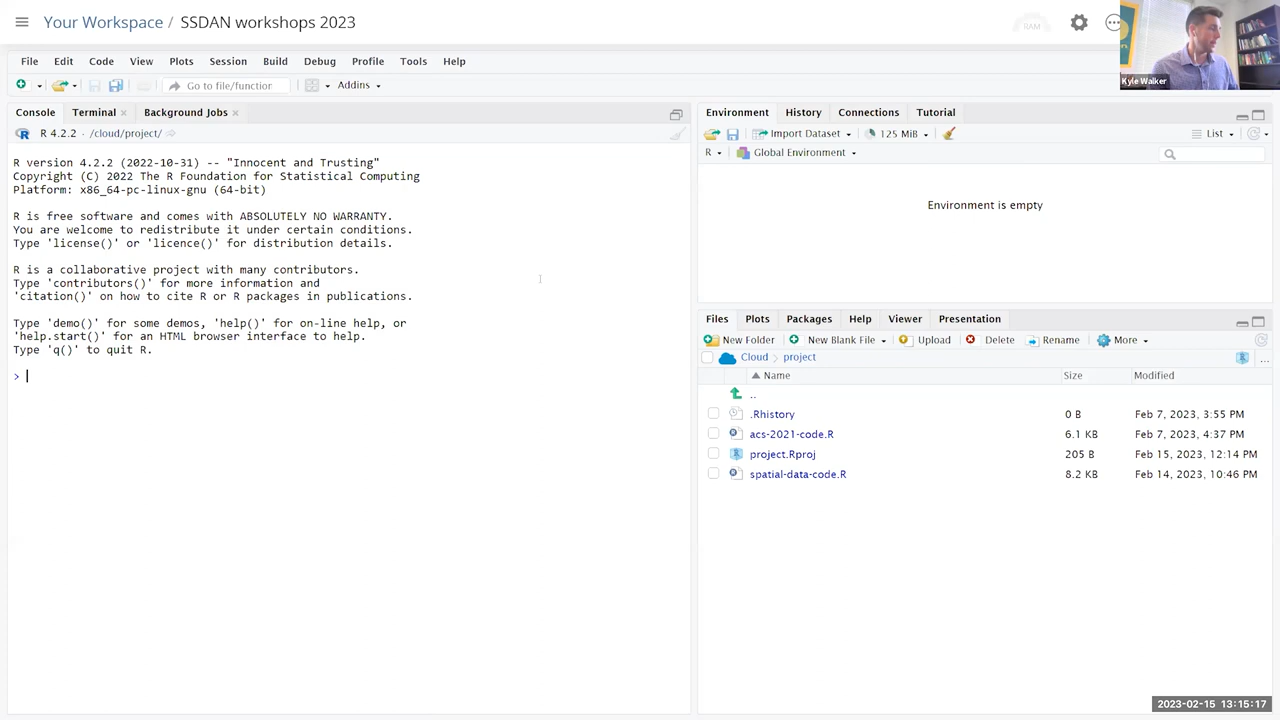 Your Workspace / SSDAN workshops 2023
RAM
Kyle Walker
File Edit Code View Plots Session Build Debug Profile Tools Help
Go to file/function Addins
Console Terminal Background Jobs
R 4.2.2 · /cloud/project/
R version 4.2.2 (2022-10-31) -- "Innocent and Trusting"
Copyright (C) 2022 The R Foundation for Statistical Computing
Platform: x86_64-pc-linux-gnu (64-bit)
R is free software and comes with ABSOLUTELY NO WARRANTY.
You are welcome to redistribute it under certain conditions.
Type 'license()' or 'licence()' for distribution details.
R is a collaborative project with many contributors.
Type 'contributors()' for more information and
'citation()' on how to cite R or R packages in publications.
Type 'demo()' for some demos, 'help()' for on-line help, or
'help.start()' for an HTML browser interface to help.
Type 'q()' to quit R.
>
Environment History Connections Tutorial
Import Dataset 125 MiB List
R Global Environment
Environment is empty
Files Plots Packages Help Viewer Presentation
New Folder New Blank File Upload Delete Rename More
Cloud project ...
Name Size Modified
..
.Rhistory 0 B Feb 7, 2023, 3:55 PM
acs-2021-code.R 6.1 KB Feb 7, 2023, 4:37 PM
project.Rproj 205 B Feb 15, 2023, 12:14 PM
spatial-data-code.R 8.2 KB Feb 14, 2023, 10:46 PM
2023-02-15 13:15:17